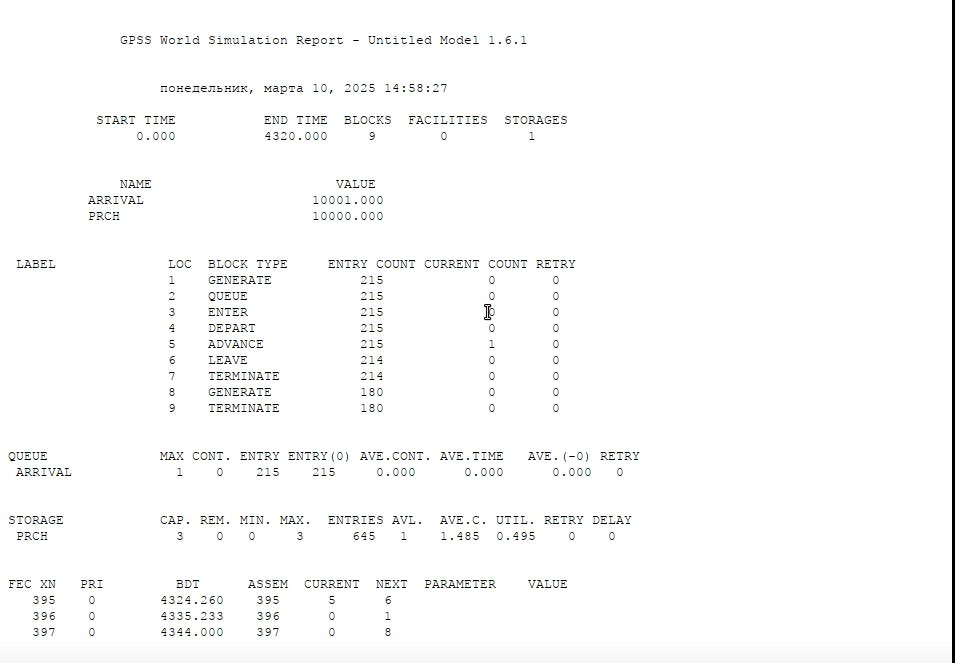 GPSS World Simulation Report - Untitled Model 1.6.1
понедельник, марта 10, 2025 14:58:27
START TIME END TIME BLOCKS FACILITIES STORAGES
0.000 4320.000 9 0 1
NAME VALUE
ARRIVAL 10001.000
PRCH 10000.000
LABEL LOC BLOCK TYPE ENTRY COUNT CURRENT COUNT RETRY
1 GENERATE 215 0 0
2 QUEUE 215 0 0
3 ENTER 215 0 0
4 DEPART 215 0 0
5 ADVANCE 215 1 0
6 LEAVE 214 0 0
7 TERMINATE 214 0 0
8 GENERATE 180 0 0
9 TERMINATE 180 0 0
QUEUE MAX CONT. ENTRY ENTRY(0) AVE.CONT. AVE.TIME AVE.(-0) RETRY
ARRIVAL 1 0 215 215 0.000 0.000 0.000 0
STORAGE CAP. REM. MIN. MAX. ENTRIES AVL. AVE.C. UTIL. RETRY DELAY
PRCH 3 0 0 3 645 1 1.485 0.495 0 0
FEC XN PRI BDT ASSEM CURRENT NEXT PARAMETER VALUE
395 0 4324.260 395 5 6
396 0 4335.233 396 0 1
397 0 4344.000 397 0 8